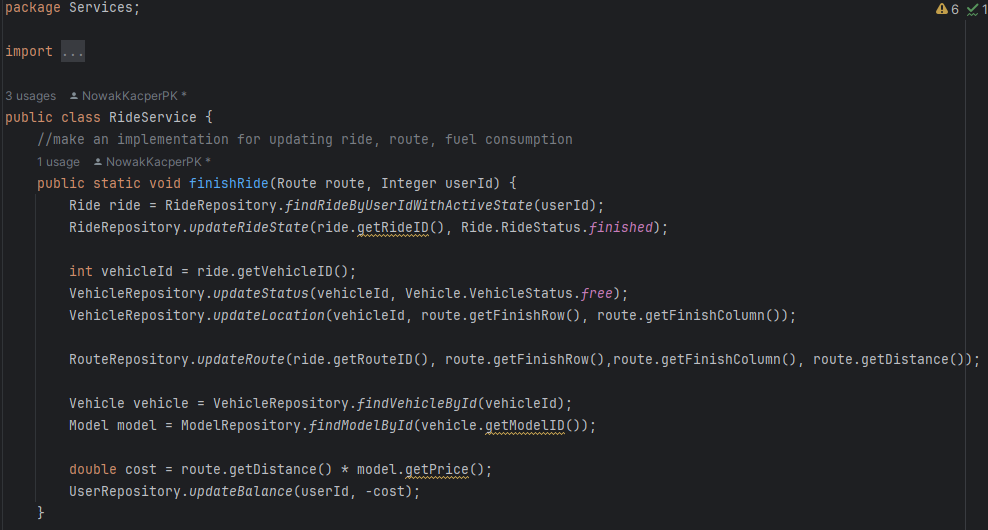 package Services;
6 1
import ...
3 usages NowakKacperPK *
public class RideService {
//make an implementation for updating ride, route, fuel consumption
1 usage NowakKacperPK *
public static void finishRide(Route route, Integer userId) {
Ride ride = RideRepository.findRideByUserIdWithActiveState(userId);
RideRepository.updateRideState(ride.getRideID(), Ride.RideStatus.finished);
int vehicleId = ride.getVehicleID();
VehicleRepository.updateStatus(vehicleId, Vehicle.VehicleStatus.free);
VehicleRepository.updateLocation(vehicleId, route.getFinishRow(), route.getFinishColumn());
RouteRepository.updateRoute(ride.getRouteID(), route.getFinishRow(),route.getFinishColumn(), route.getDistance());
Vehicle vehicle = VehicleRepository.findVehicleById(vehicleId);
Model model = ModelRepository.findModelById(vehicle.getModelID());
double cost = route.getDistance() * model.getPrice();
UserRepository.updateBalance(userId, -cost);
}